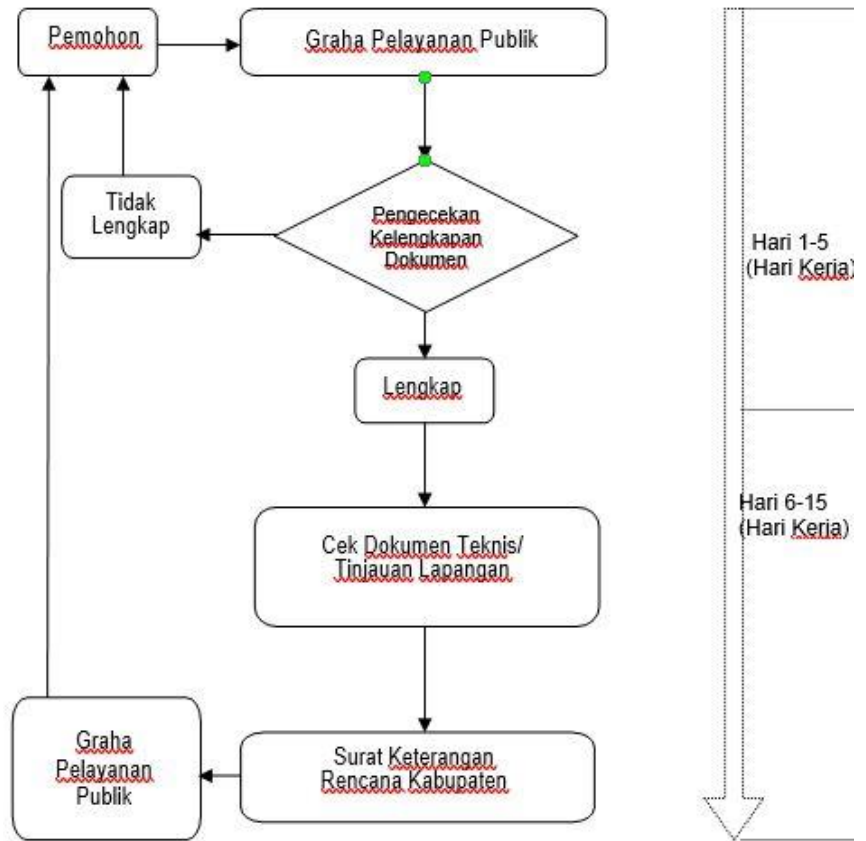 Pemohon
Graha Pelayanan Publik
Tidak
Lengkap
Pengecekan
Kelengkapan
Dokumen
Hari 1-5
(Hari Kerja)
Lengkap
Hari 6-15
(Hari Kerja)
Cek Dokumen Teknis/
Tinjauan Lapangan
Graha
Pelayanan
Publik
Surat Keterangan
Rencana Kabupaten